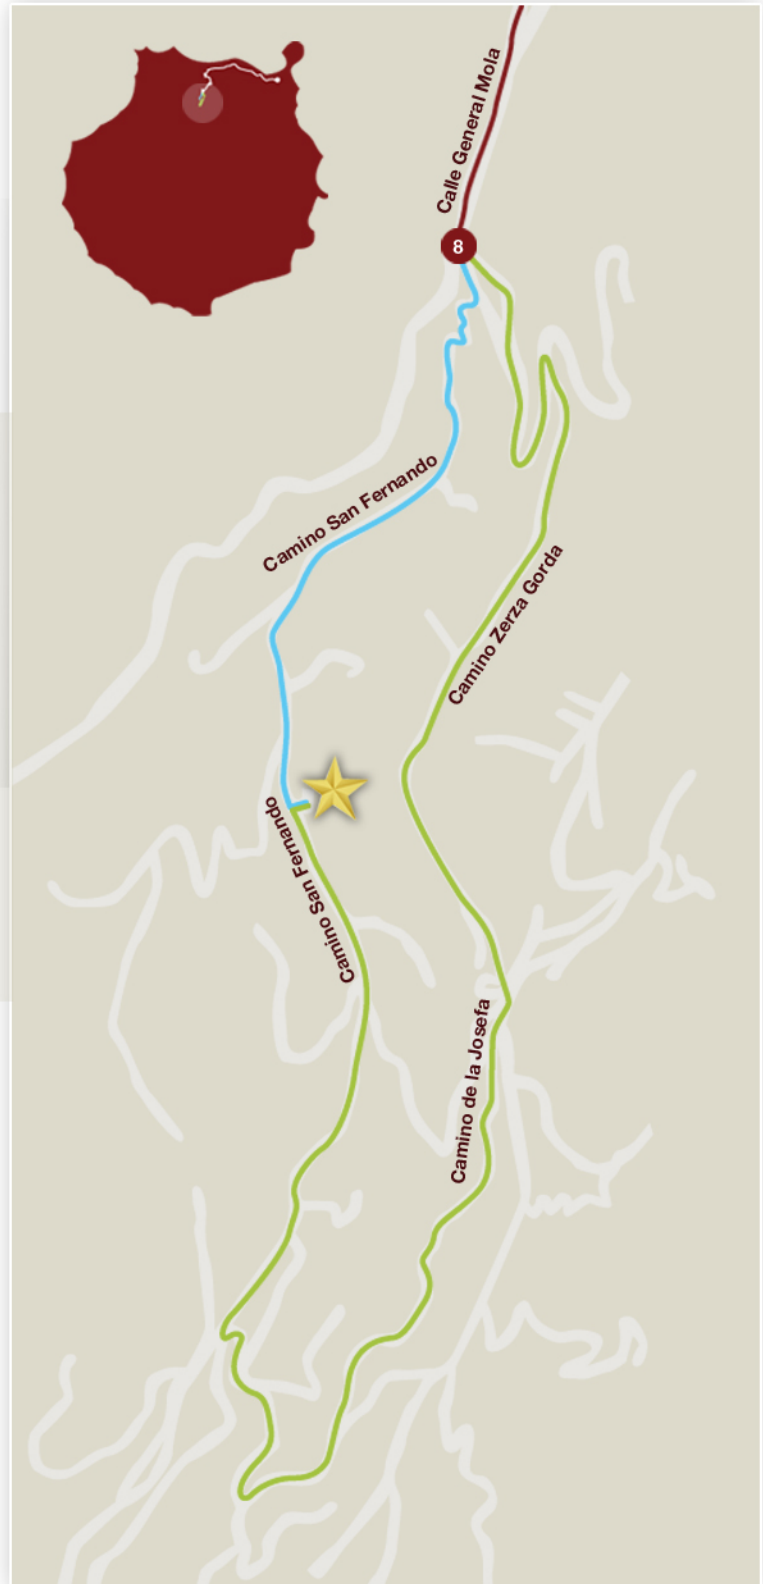 Calle General Mola
8
Camino San Fernando
Camino Zerza Gorda
Camino San Fernando
Camino de la Josefa